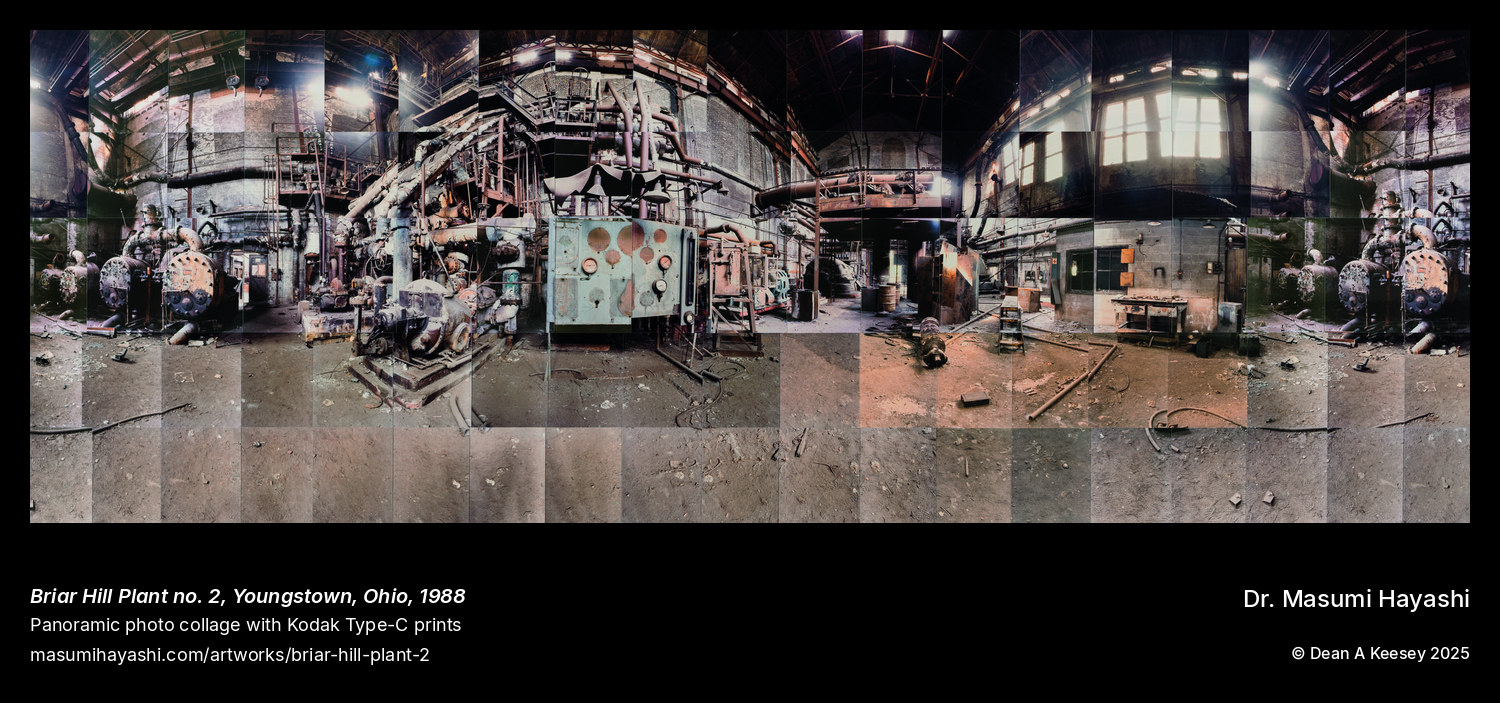 Briar Hill Plant no. 2, Youngstown, Ohio, 1988
Panoramic photo collage with Kodak Type-C prints
masumihayashi.com/artworks/briar-hill-plant-2
Dr. Masumi Hayashi
© Dean A Keesey 2025